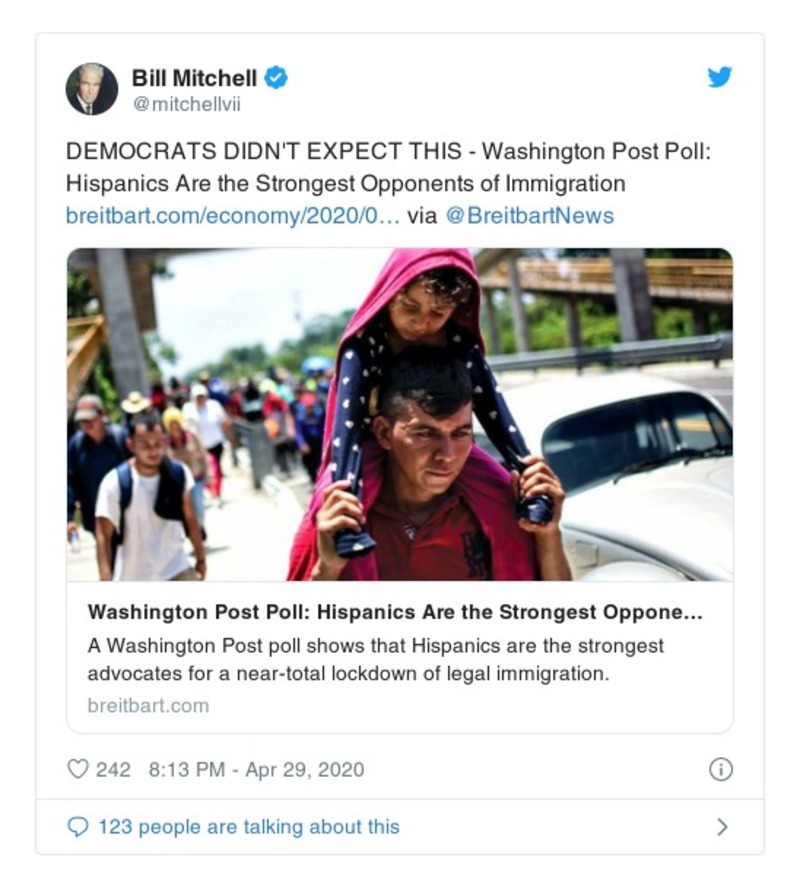 Bill Mitchell
@mitchellvii
DEMOCRATS DIDN'T EXPECT THIS - Washington Post Poll:
Hispanics Are the Strongest Opponents of Immigration
breitbart.com/economy/2020/0… via @BreitbartNews
Washington Post Poll: Hispanics Are the Strongest Oppone…
A Washington Post poll shows that Hispanics are the strongest
advocates for a near-total lockdown of legal immigration.
breitbart.com
242 8:13 PM - Apr 29, 2020
123 people are talking about this